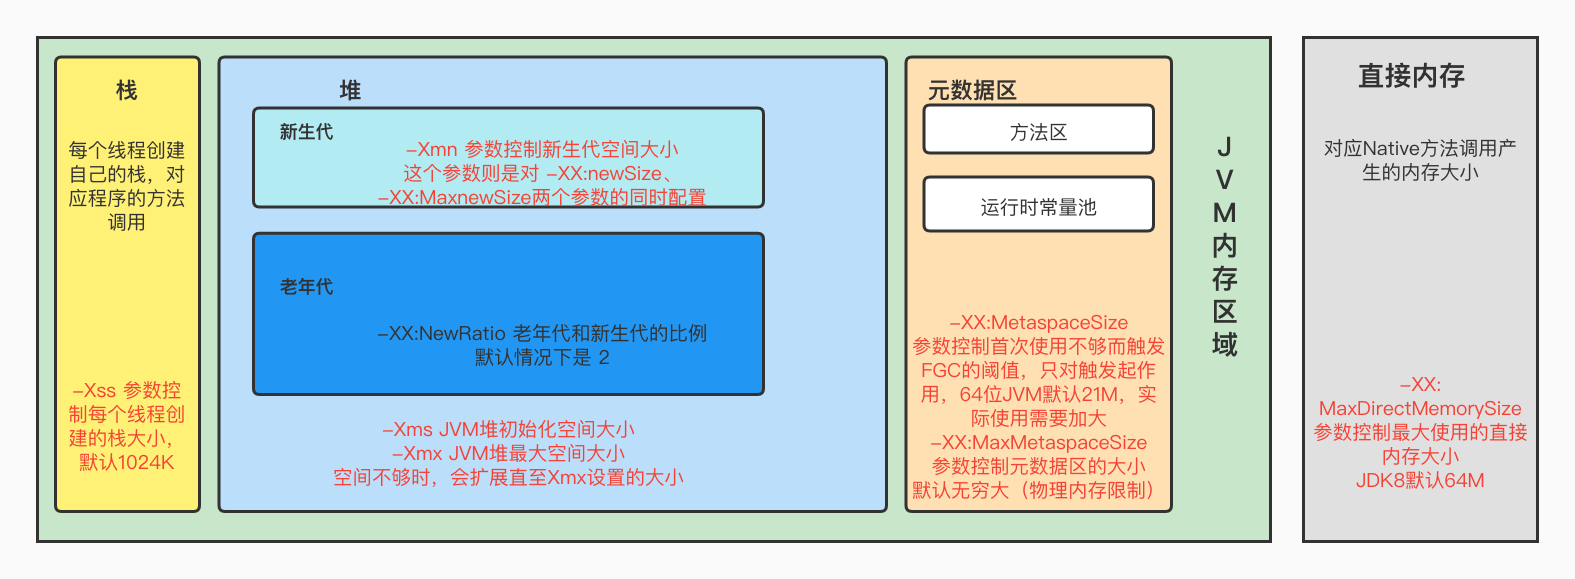 栈
每个线程创建
自己的栈，对
应程序的方法
调用
–Xss 参数控
制每个线程创
建的栈大小，
默认1024K
堆
新生代
–Xmn 参数控制新生代空间大小
这个参数则是对 –XX:newSize、
–XX:MaxnewSize两个参数的同时配置
老年代
–XX:NewRatio 老年代和新生代的比例
默认情况下是 2
–Xms JVM堆初始化空间大小
–Xmx JVM堆最大空间大小
空间不够时，会扩展直至Xmx设置的大小
元数据区
方法区
运行时常量池
–XX:MetaspaceSize
参数控制首次使用不够而触发
FGC的阈值，只对触发起作
用，64位JVM默认21M，实
际使用需要加大
–XX:MaxMetaspaceSize
参数控制元数据区的大小
默认无穷大（物理内存限制）
J
V
M
内
存
区
域
直接内存
对应Native方法调用产
生的内存大小
–XX:
MaxDirectMemorySize
参数控制最大使用的直接
内存大小
JDK8默认64M